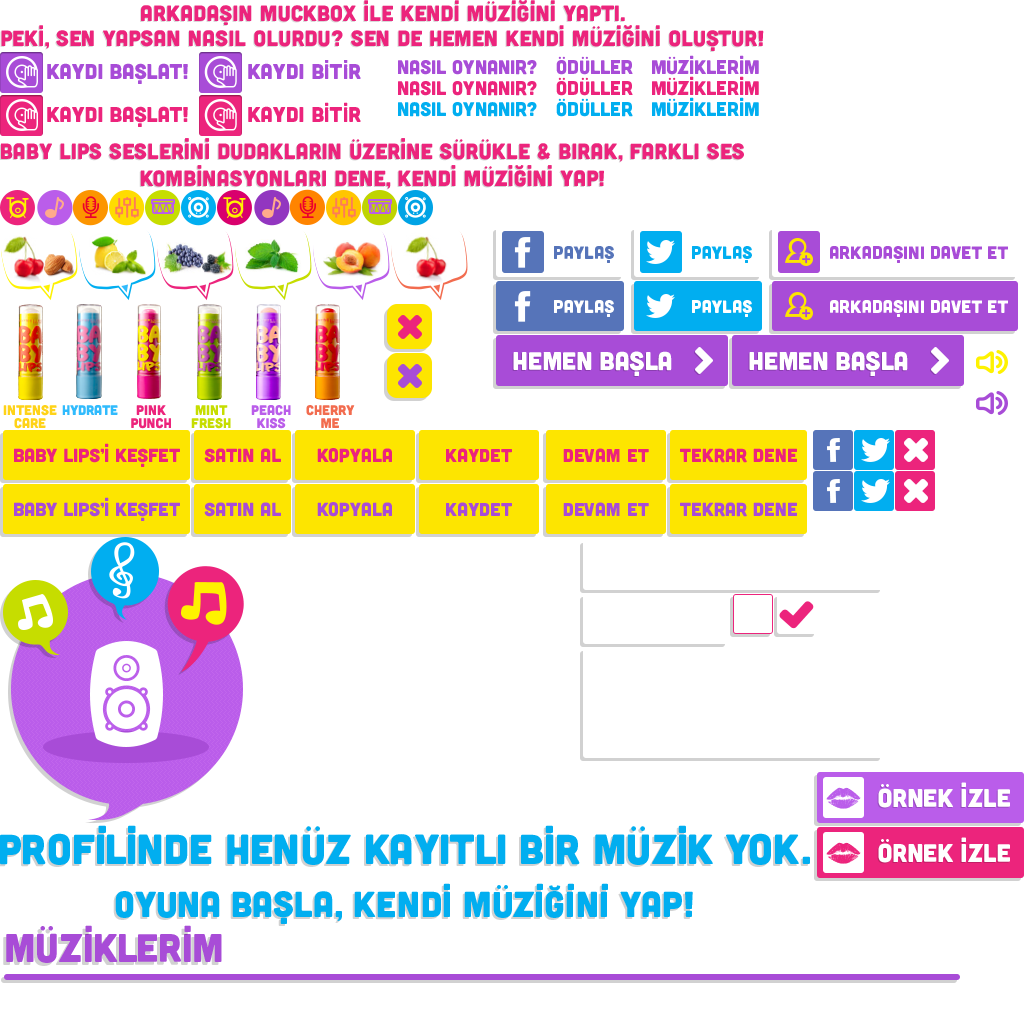 ARKADAŞIN MUCKBOX İLE KENDİ MÜZİĞİNİ YAPTI.
PEKİ, SEN YAPSAN NASIL OLURDU? SEN DE HEMEN KENDİ MÜZİĞİNİ OLUŞTUR!
KAYDI BAŞLAT! KAYDI BİTİR
NASIL OYNANIR? ÖDÜLLER MÜZİKLERİM
NASIL OYNANIR? ÖDÜLLER MÜZİKLERİM
NASIL OYNANIR? ÖDÜLLER MÜZİKLERİM
KAYDI BAŞLAT! KAYDI BİTİR
BABY LIPS SESLERİNİ DUDAKLARIN ÜZERİNE SÜRÜKLE & BIRAK, FARKLI SES
KOMBİNASYONLARI DENE, KENDİ MÜZİĞİNİ YAP!
PAYLAŞ PAYLAŞ ARKADAŞINI DAVET ET
PAYLAŞ PAYLAŞ ARKADAŞINI DAVET ET
HEMEN BAŞLA HEMEN BAŞLA
BABY LIPS BABY LIPS BABY LIPS BABY LIPS BABY LIPS BABY LIPS
INTENSE HYDRATE PINK MINT PEACH CHERRY
CARE PUNCH FRESH KISS ME
BABY LIPS'İ KEŞFET SATIN AL KOPYALA KAYDET DEVAM ET TEKRAR DENE
BABY LIPS'İ KEŞFET SATIN AL KOPYALA KAYDET DEVAM ET TEKRAR DENE
ÖRNEK İZLE
ÖRNEK İZLE
PROFİLİNDE HENÜZ KAYITLI BİR MÜZİK YOK.
OYUNA BAŞLA, KENDİ MÜZİĞİNİ YAP!
MÜZİKLERİM